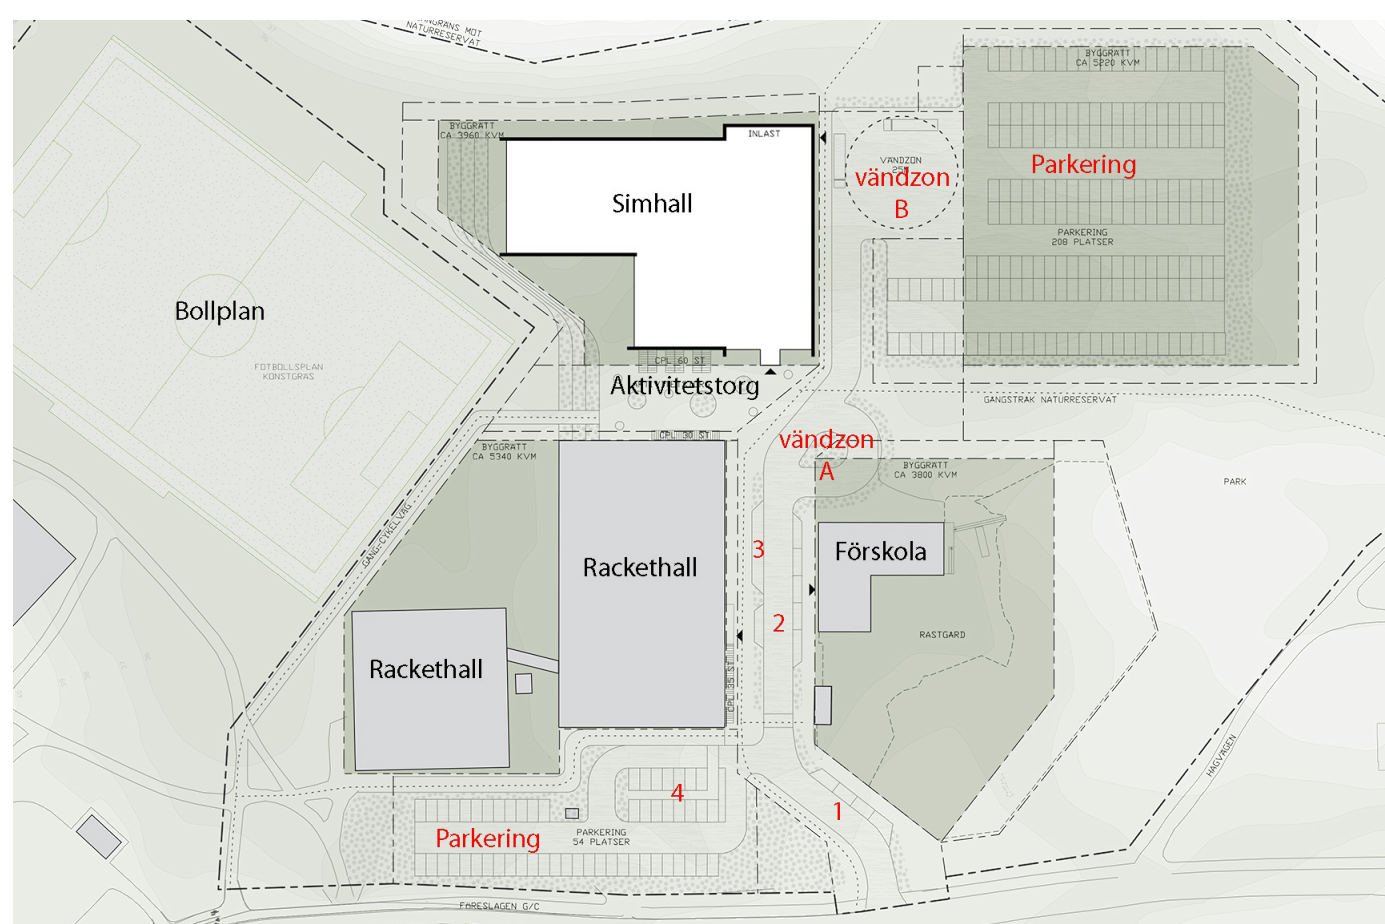 NATURRESERVAT
BYGGRÄTT
CA 5220 KVM
BYGGRÄTT
CA 3960 KVM
INLAST
VÄNDZON
25M
vändzon
B
Parkering
Simhall
PARKERING
208 PLATSER
Bollplan
FOTBOLLSPLAN
KONSTGRÄS
CPL 60 ST
Aktivitetstorg
GÅNGSTRÅK NATURRESERVAT
CPL 30 ST
vändzon
A
BYGGRÄTT
CA 5340 KVM
BYGGRÄTT
CA 3800 KVM
PARK
GÅNG-CYKELVÄG
3
Förskola
Rackethall
2
RASTGÅRD
Rackethall
CPL 35 ST
HAGVÄGEN
4
1
Parkering
PARKERING
54 PLATSER
FÖRESLAGEN G/C